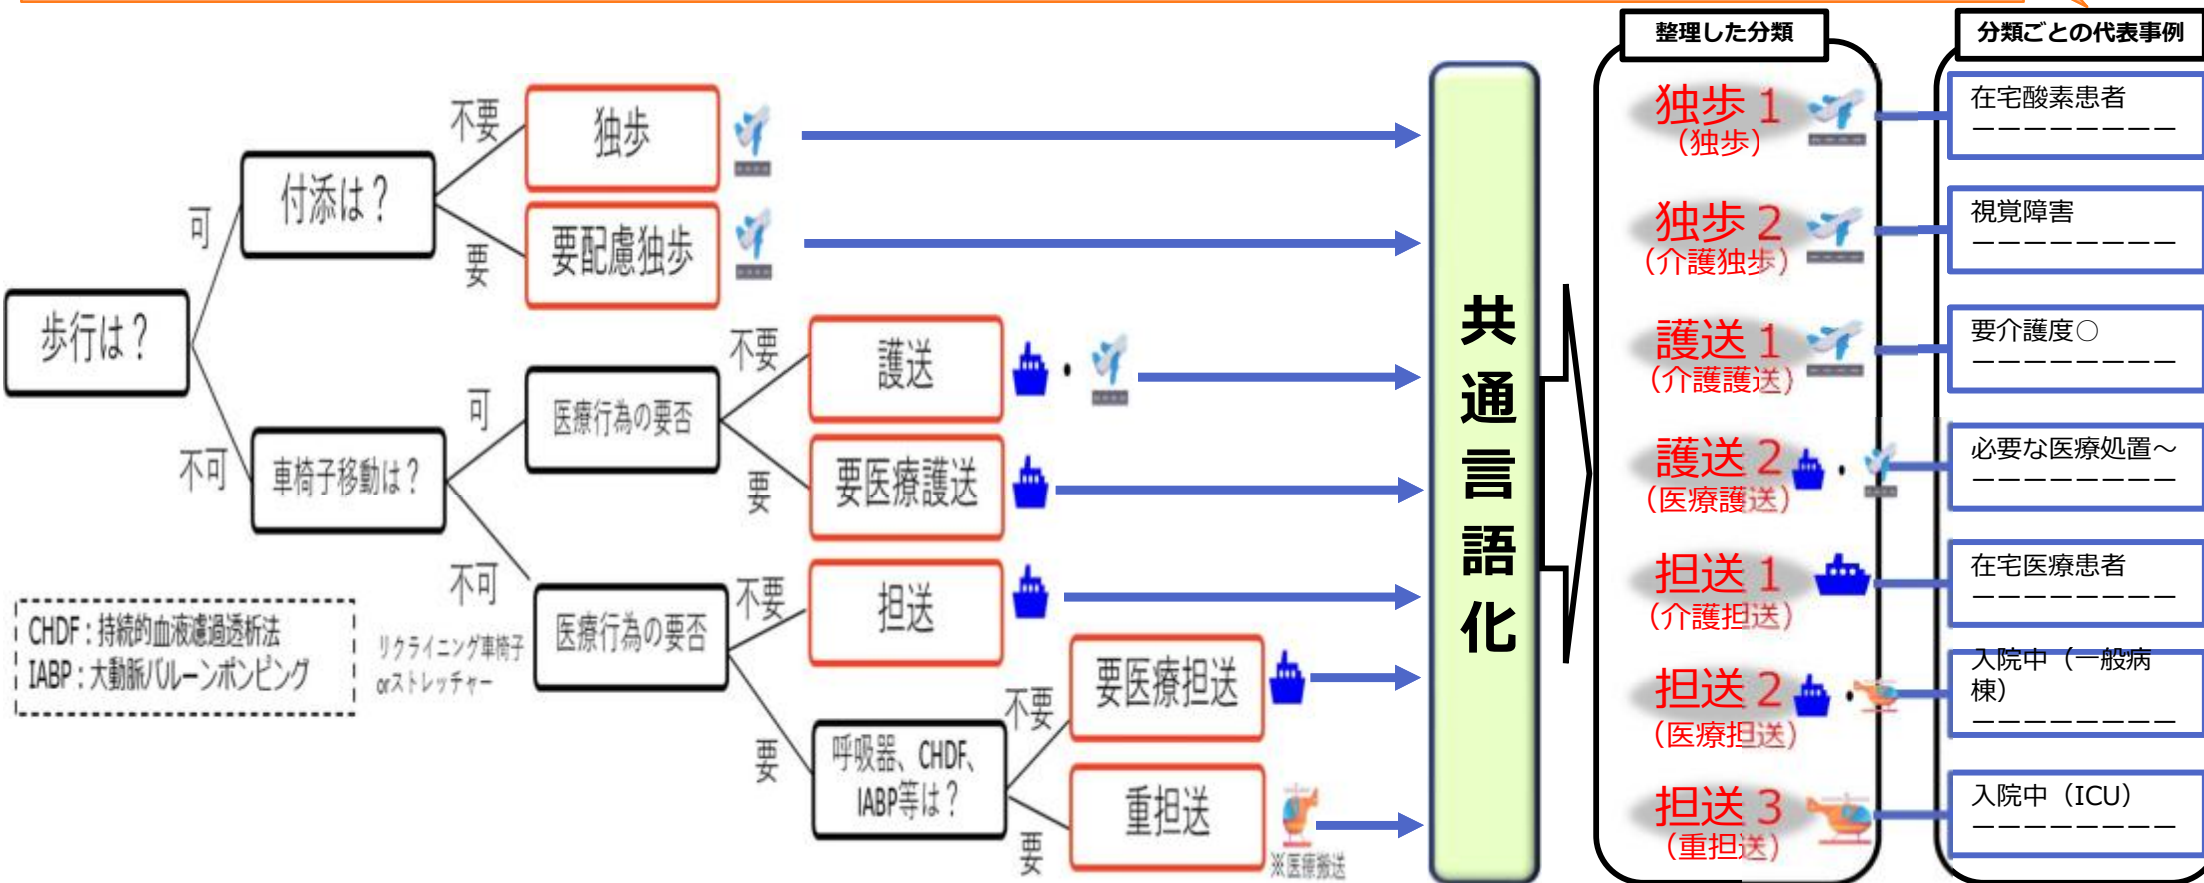 整理した分類
分類ごとの代表事例
歩行は？
可
不可
付添は？
車椅子移動は？
不要
要
独歩
要配慮独歩
可
不可
医療行為の要否
医療行為の要否
リクライニング車椅子
orストレッチャー
不要
要
護送
・
要医療護送
不要
要
担送
呼吸器、CHDF、
IABP等は？
不要
要
要医療担送
重担送
※医療搬送
CHDF：持続的血液濾過透析法
IABP：大動脈バルーンポンピング
共
通
言
語
化
独歩１
（独歩）
独歩２
（介護独歩）
護送１
（介護護送）
護送２
・
（医療護送）
担送１
（介護担送）
担送２
・
（医療担送）
担送３
（重担送）
在宅酸素患者
－－－－－－－－
視覚障害
－－－－－－－－
要介護度○
－－－－－－－－
必要な医療処置～
－－－－－－－－
在宅医療患者
－－－－－－－－
入院中（一般病
棟）
－－－－－－－－
入院中（ICU）
－－－－－－－－